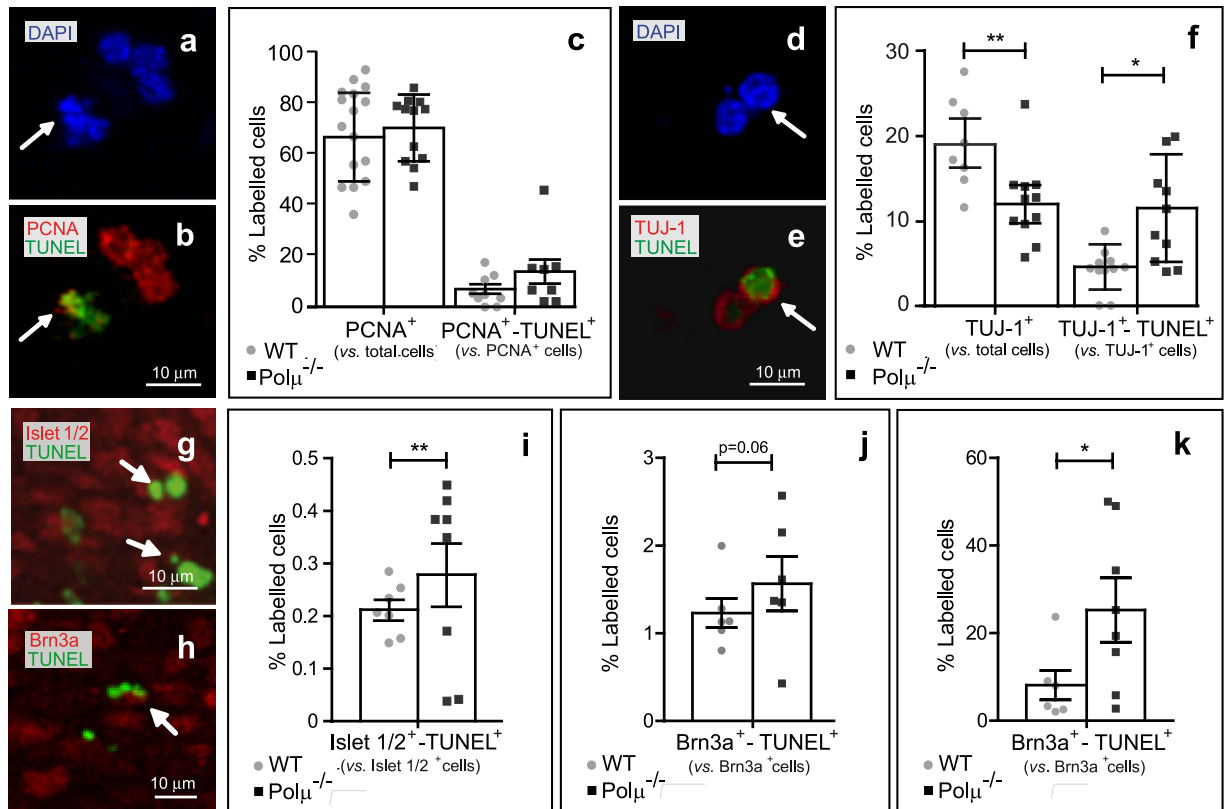 DAPI
a
PCNA
TUNEL
b
10 μm
c
% Labelled cells
100
80
60
40
20
0
PCNA⁺
(vs. total.cells)
PCNA⁺-TUNEL⁺
(vs. PCNA⁺ cells)
WT
Polμ⁻/⁻
DAPI
d
TUJ-1
TUNEL
e
10 μm
f
% Labelled cells
30
20
10
0
**
*
TUJ-1⁺
(vs. total cells)
TUJ-1⁺- TUNEL⁺
(vs. TUJ-1⁺ cells)
WT
Polμ⁻/⁻
Islet 1/2
TUNEL
g
10 μm
Brn3a
TUNEL
h
10 μm
i
% Labelled cells
0.5
0.4
0.3
0.2
0.1
0
**
Islet 1/2⁺-TUNEL⁺
(vs. Islet 1/2 ⁺cells)
WT
Polμ⁻/⁻
j
% Labelled cells
3
2
1
0
p=0.06
Brn3a⁺- TUNEL⁺
(vs. Brn3a ⁺cells)
WT
Polμ⁻/⁻
k
% Labelled cells
60
40
20
0
*
Brn3a⁺- TUNEL⁺
(vs. Brn3a ⁺cells)
WT
Polμ⁻/⁻